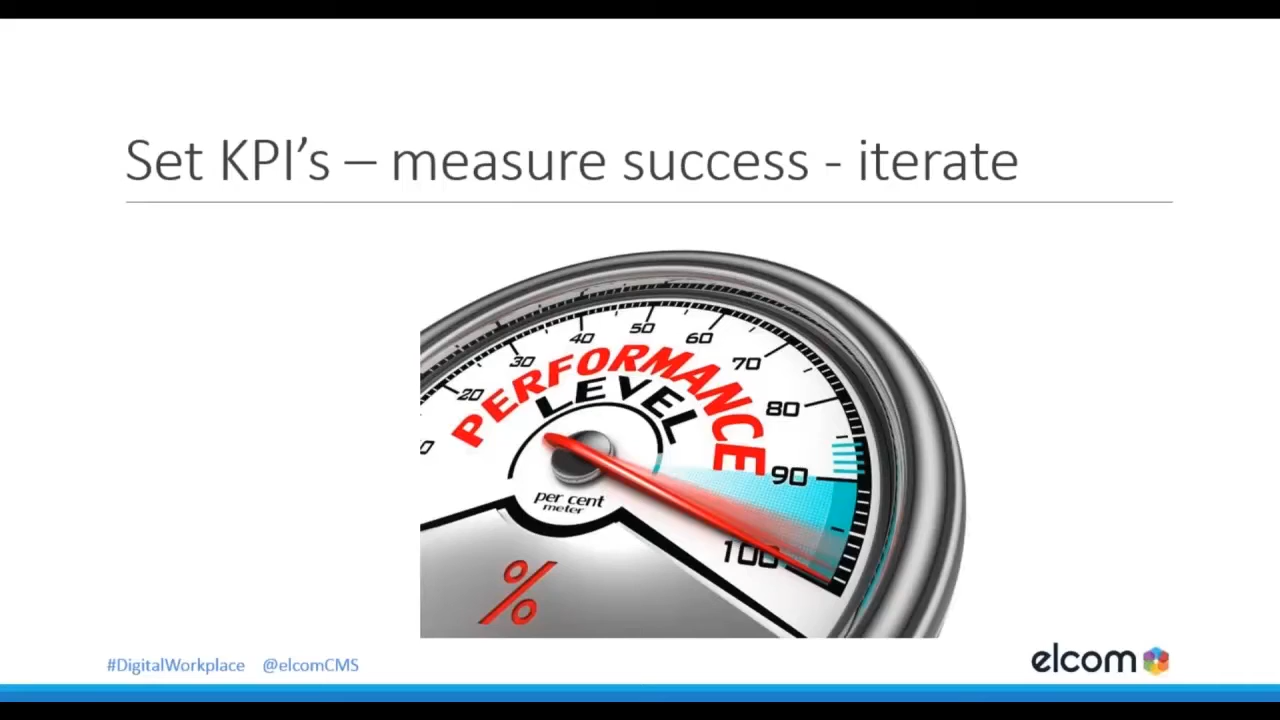 Set KPI’s – measure success - iterate
20
30
40
50
60
70
80
90
100
PERFORMANCE
LEVEL
per cent
meter
%
#DigitalWorkplace @elcomCMS
elcom